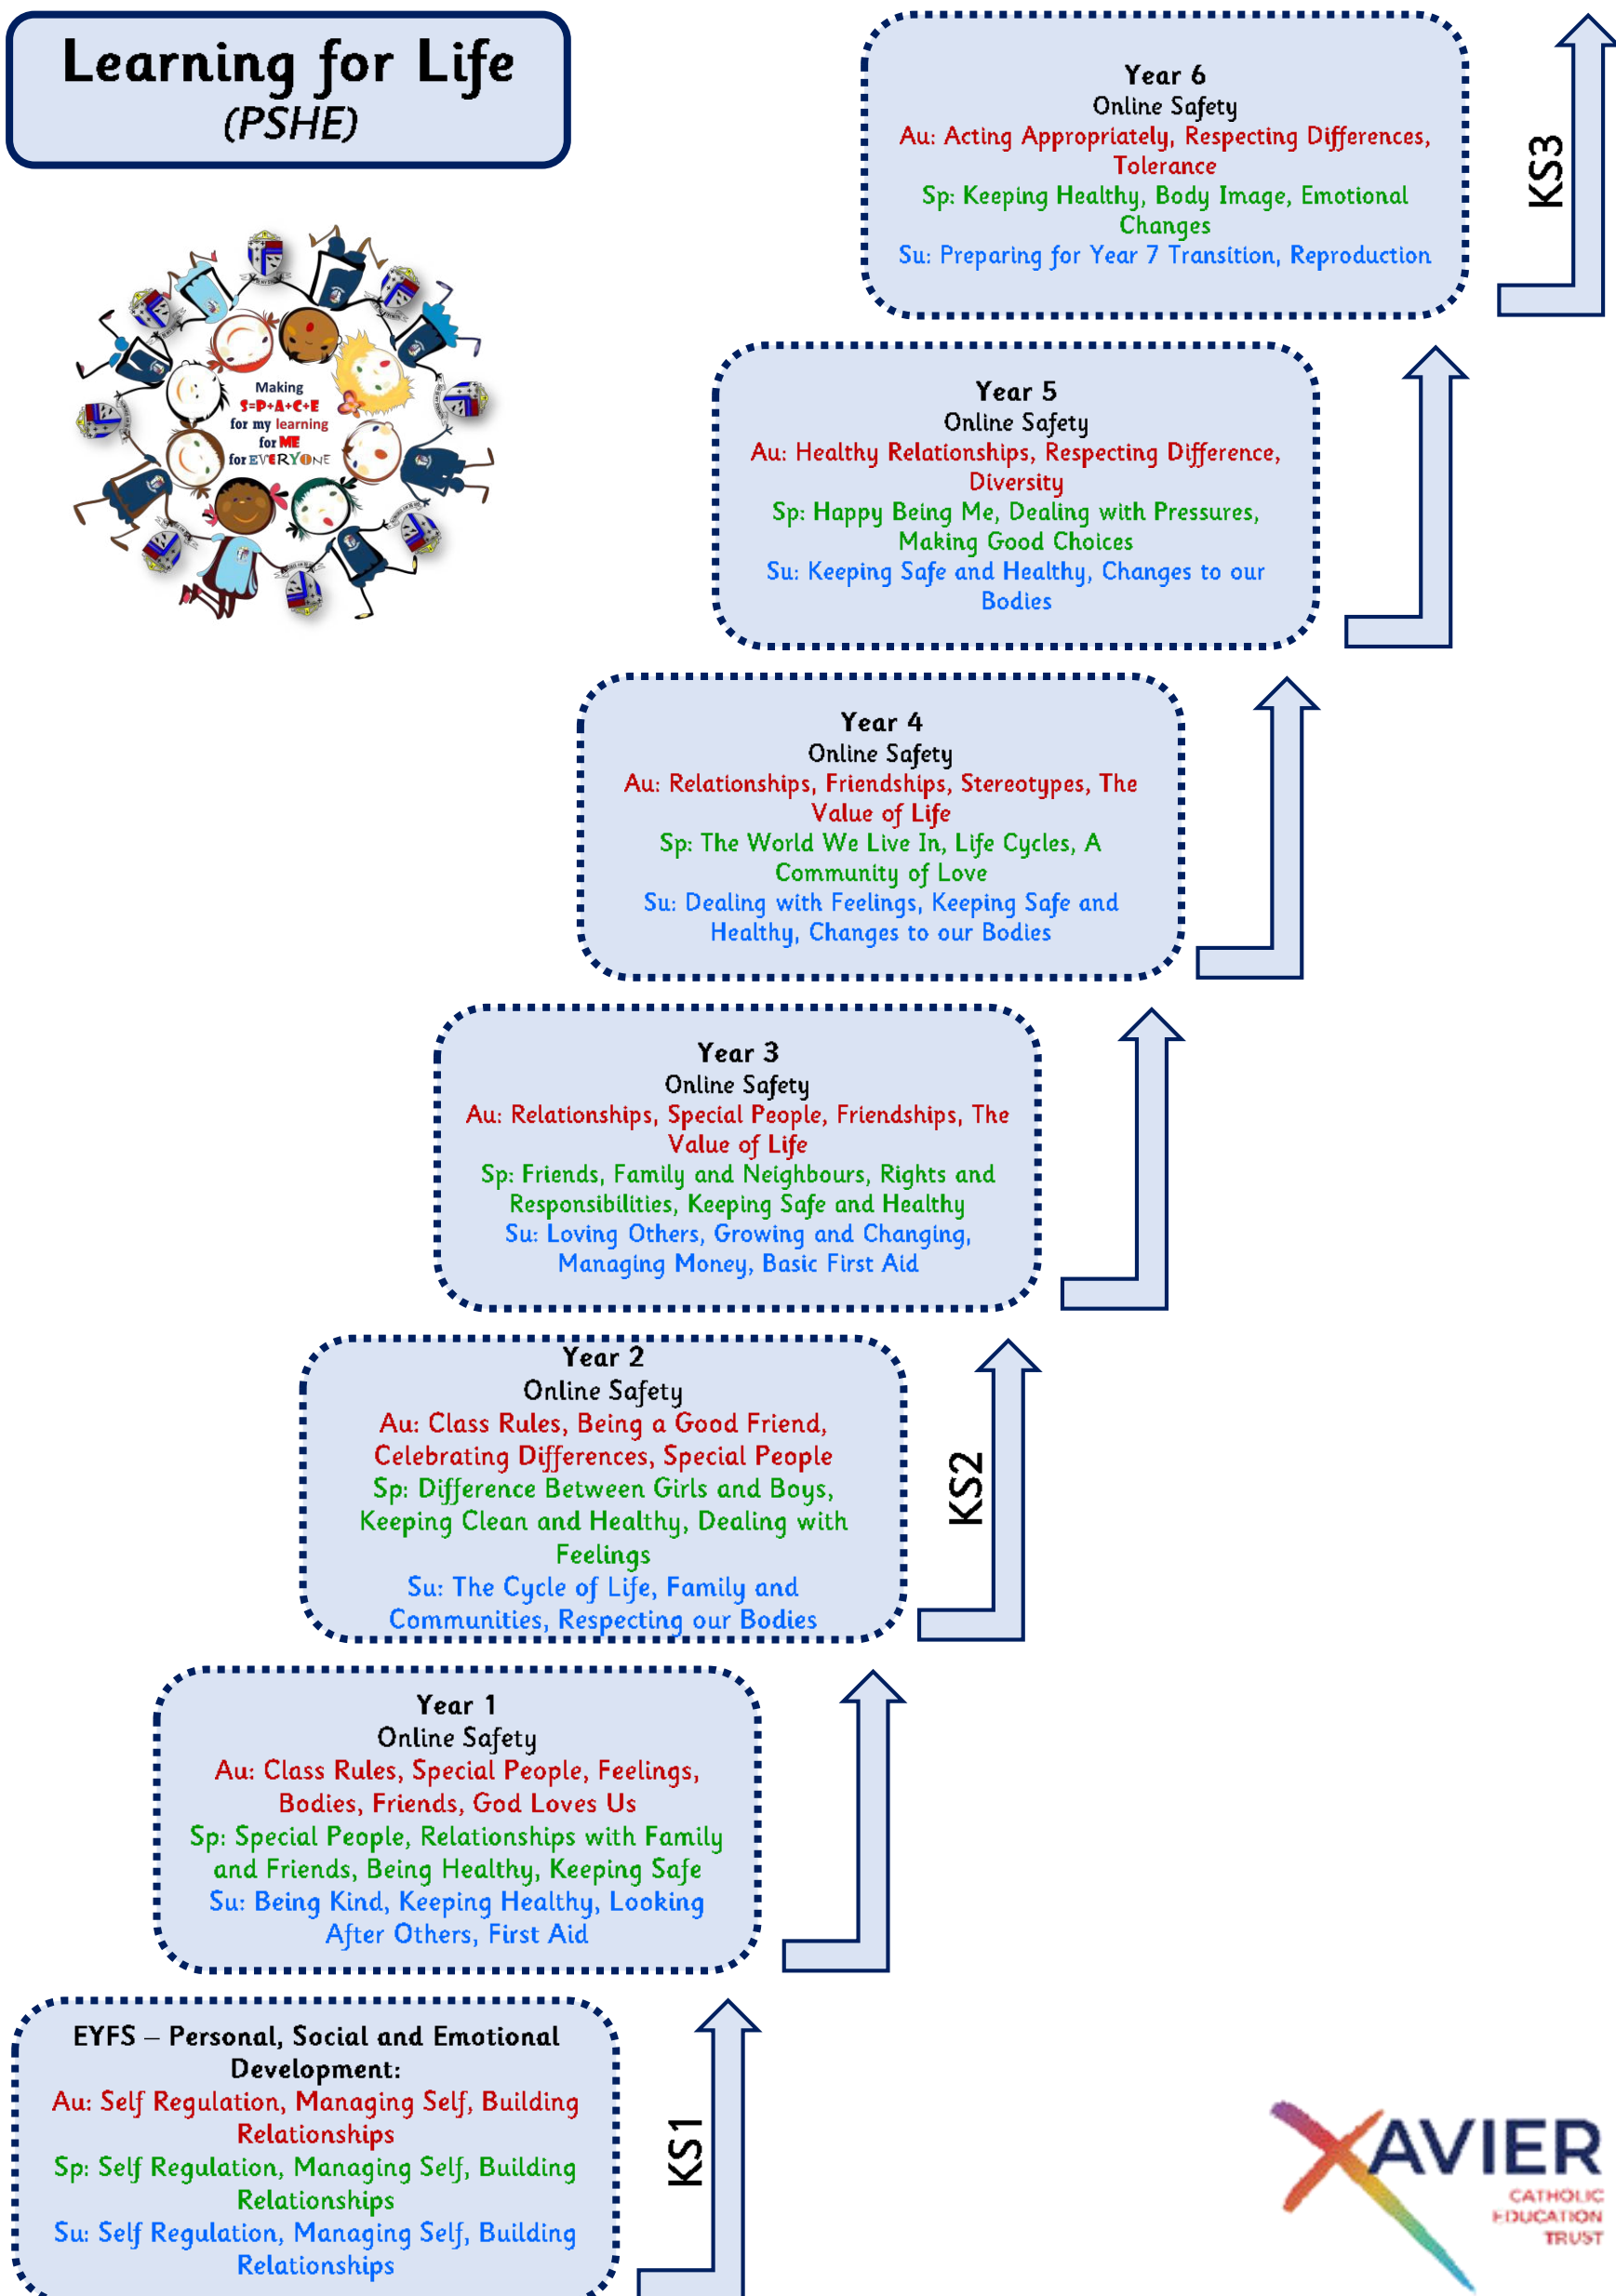 Learning for Life
(PSHE)
Making
S=P+A+C+E
for my learning
for ME
for EVERYONE
Year 6
Online Safety
Au: Acting Appropriately, Respecting Differences,
Tolerance
Sp: Keeping Healthy, Body Image, Emotional
Changes
Su: Preparing for Year 7 Transition, Reproduction
KS3
Year 5
Online Safety
Au: Healthy Relationships, Respecting Difference,
Diversity
Sp: Happy Being Me, Dealing with Pressures,
Making Good Choices
Su: Keeping Safe and Healthy, Changes to our
Bodies
Year 4
Online Safety
Au: Relationships, Friendships, Stereotypes, The
Value of Life
Sp: The World We Live In, Life Cycles, A
Community of Love
Su: Dealing with Feelings, Keeping Safe and
Healthy, Changes to our Bodies
Year 3
Online Safety
Au: Relationships, Special People, Friendships, The
Value of Life
Sp: Friends, Family and Neighbours, Rights and
Responsibilities, Keeping Safe and Healthy
Su: Loving Others, Growing and Changing,
Managing Money, Basic First Aid
Year 2
Online Safety
Au: Class Rules, Being a Good Friend,
Celebrating Differences, Special People
Sp: Difference Between Girls and Boys,
Keeping Clean and Healthy, Dealing with
Feelings
Su: The Cycle of Life, Family and
Communities, Respecting our Bodies
KS2
Year 1
Online Safety
Au: Class Rules, Special People, Feelings,
Bodies, Friends, God Loves Us
Sp: Special People, Relationships with Family
and Friends, Being Healthy, Keeping Safe
Su: Being Kind, Keeping Healthy, Looking
After Others, First Aid
EYFS – Personal, Social and Emotional
Development:
Au: Self Regulation, Managing Self, Building
Relationships
Sp: Self Regulation, Managing Self, Building
Relationships
Su: Self Regulation, Managing Self, Building
Relationships
KS1
XAVIER
CATHOLIC
EDUCATION
TRUST